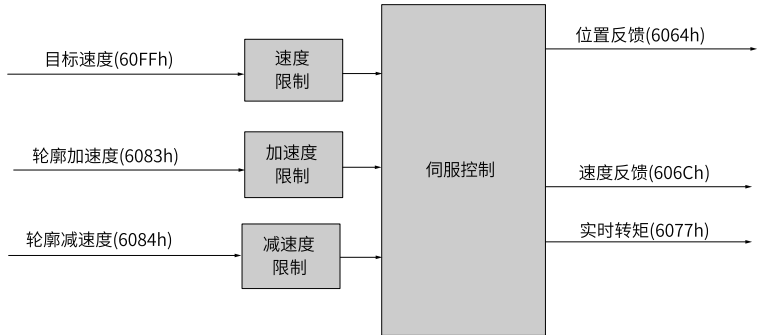 目标速度(60FFh)
速度
限制
轮廓加速度(6083h)
加速度
限制
轮廓减速度(6084h)
减速度
限制
伺服控制
位置反馈(6064h)
速度反馈(606Ch)
实时转矩(6077h)